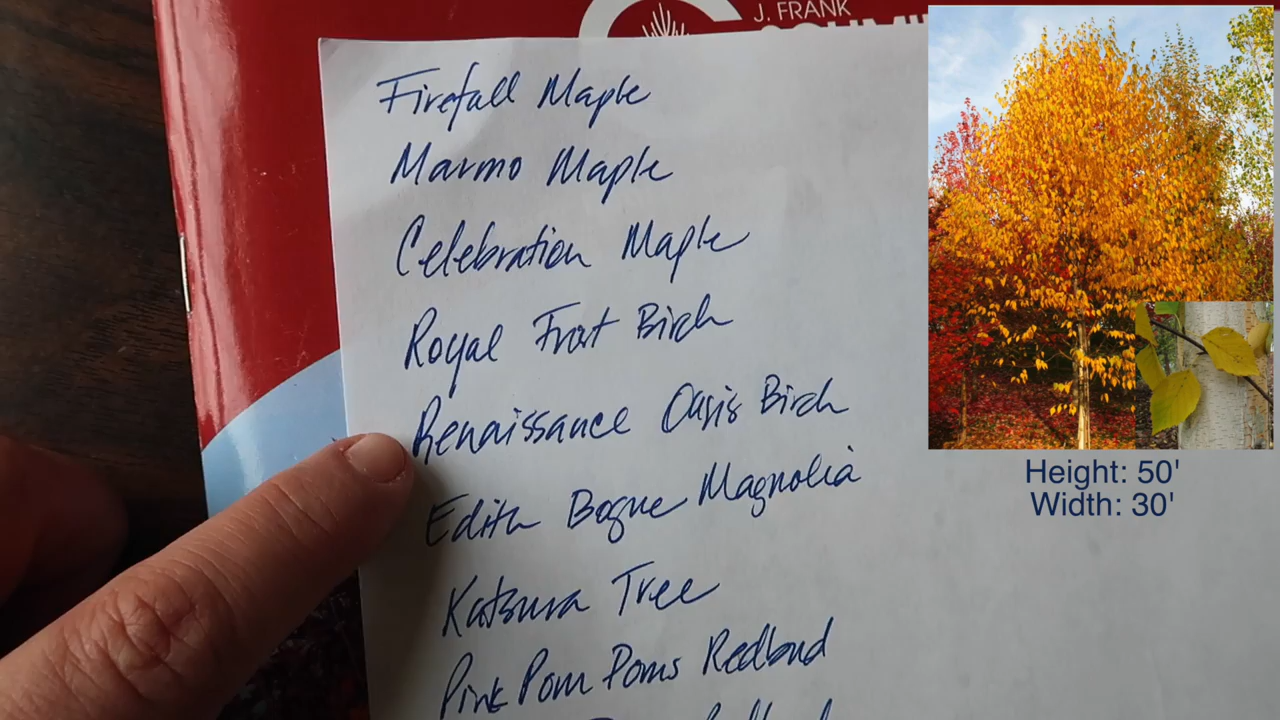 J. FRANK
Firefall Maple
Marmo Maple
Celebration Maple
Royal Frost Birch
Renaissance Oasis Birch
Edith Bogue Magnolia
Katsura Tree
Pink Pom Poms Redbud
Height: 50'
Width: 30'